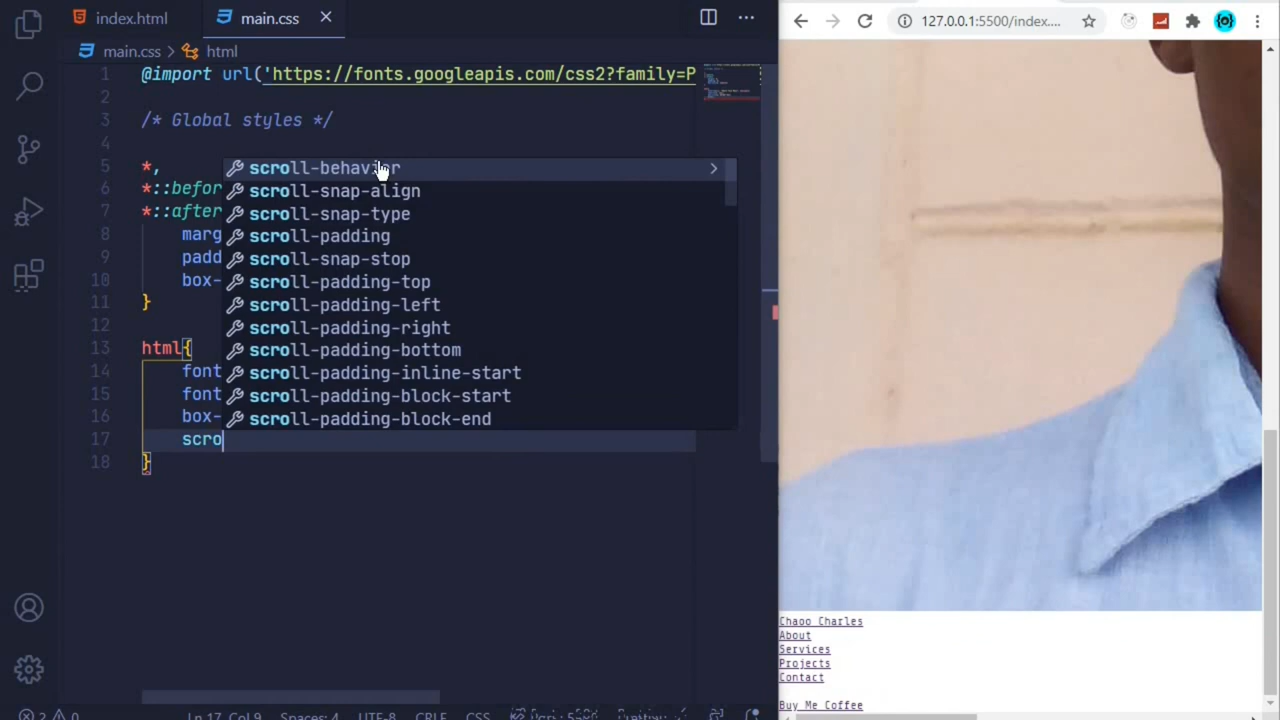 index.html
main.css
127.0.0.1:5500/index....
main.css > html
1 @import url('https://fonts.googleapis.com/css2?family=P
2
3 /* Global styles */
4
5 *,
6 *::befor
7 *::after
8 marg
9 padd
10 box-
11 }
12
13 html{
14 font
15 font
16 box-
17 scro
18 }
scroll-behavior
scroll-snap-align
scroll-snap-type
scroll-padding
scroll-snap-stop
scroll-padding-top
scroll-padding-left
scroll-padding-right
scroll-padding-bottom
scroll-padding-inline-start
scroll-padding-block-start
scroll-padding-block-end
Chaoo Charles
About
Services
Projects
Contact
Buy Me Coffee
2 0 Ln 17, Col 9 Spaces: 4 UTF-8 CRLF CSS